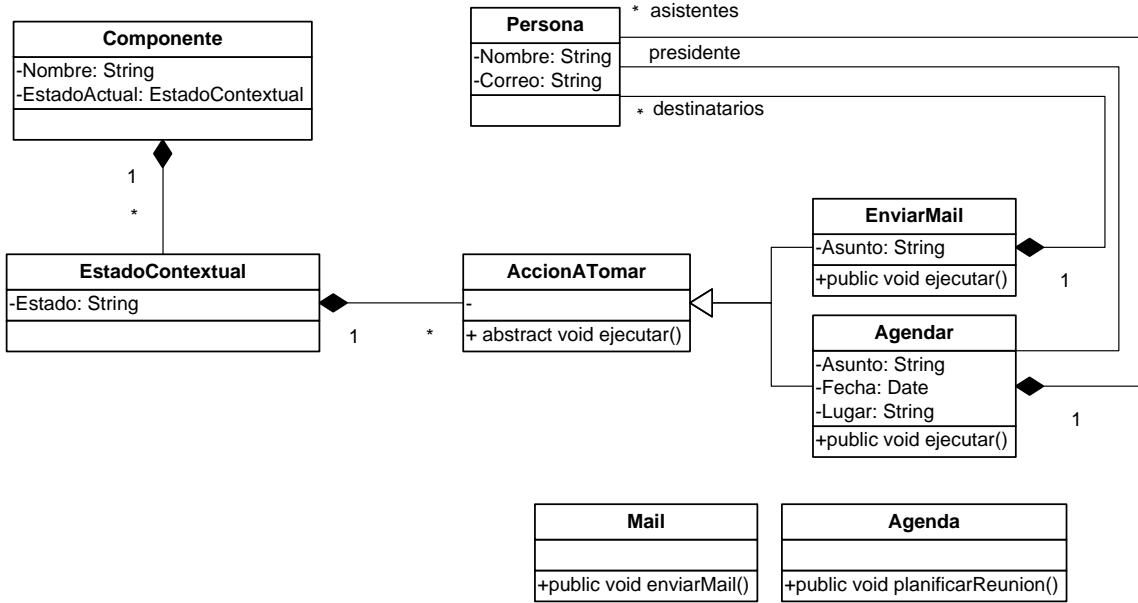 Componente
-Nombre: String
-EstadoActual: EstadoContextual
1
*
Persona
-Nombre: String
-Correo: String
* asistentes
presidente
* destinatarios
EstadoContextual
-Estado: String
1
*
AccionATomar
-
+ abstract void ejecutar()
EnviarMail
-Asunto: String
+public void ejecutar()
1
Agendar
-Asunto: String
-Fecha: Date
-Lugar: String
+public void ejecutar()
1
Mail
+public void enviarMail()
Agenda
+public void planificarReunion()